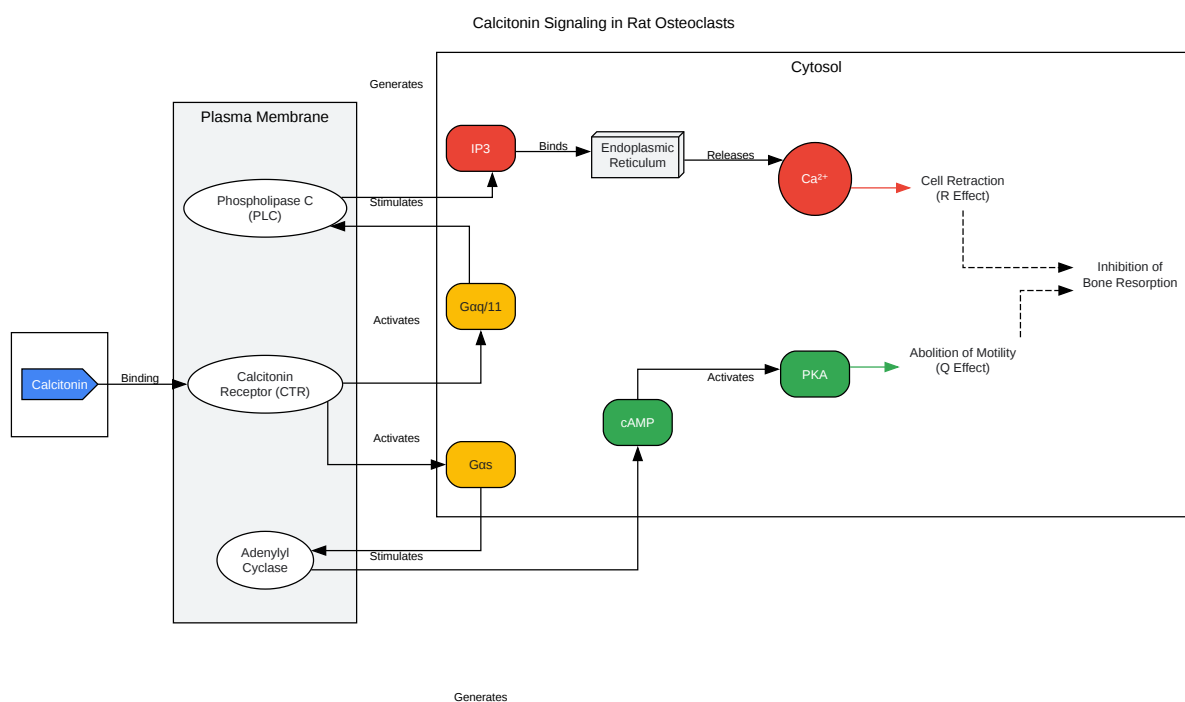 Calcitonin Signaling in Rat Osteoclasts
Cytosol
Generates
Plasma Membrane
IP3
Binds
Endoplasmic
Reticulum
Releases
Ca²⁺
Cell Retraction
(R Effect)
Phospholipase C
(PLC)
Stimulates
Inhibition of
Bone Resorption
Gαq/11
Activates
Calcitonin
Binding
Calcitonin
Receptor (CTR)
Abolition of Motility
(Q Effect)
PKA
Activates
cAMP
Activates
Gαs
Adenylyl
Cyclase
Stimulates
Generates